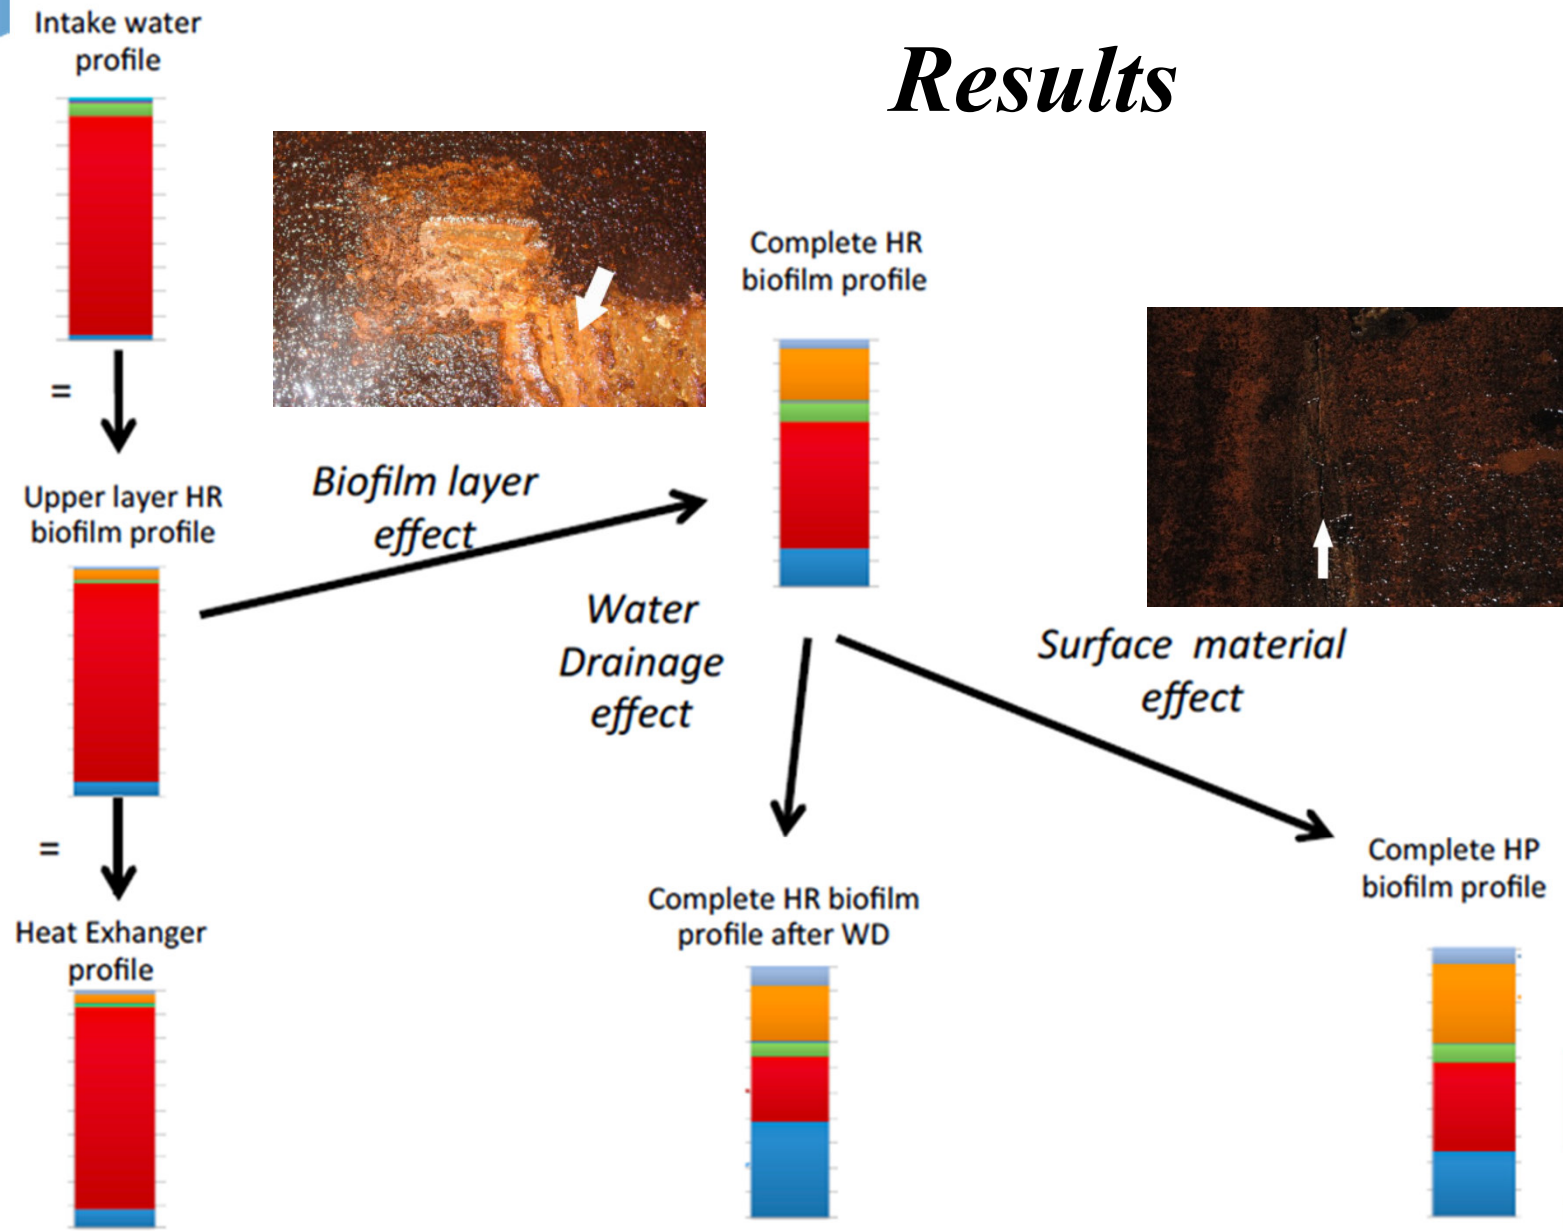 Intake water
profile
Results
Complete HR
biofilm profile
=
Upper layer HR
biofilm profile
Biofilm layer
effect
Water
Drainage
effect
Surface material
effect
=
Complete HP
biofilm profile
Complete HR biofilm
profile after WD
Heat Exhanger
profile